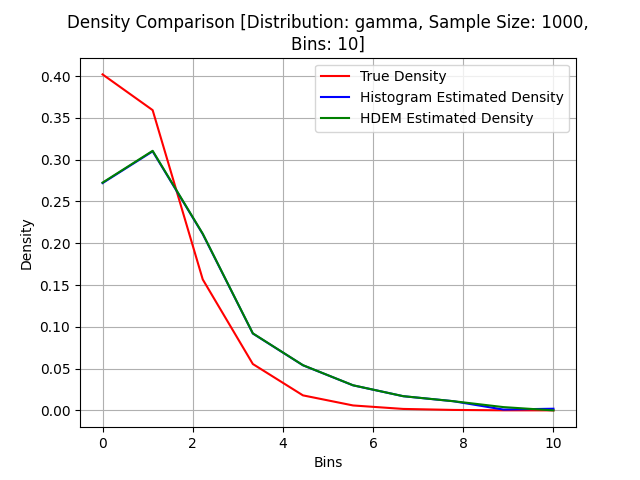 Density Comparison [Distribution: gamma, Sample Size: 1000,
Bins: 10]
True Density
Histogram Estimated Density
HDEM Estimated Density
0.40
0.35
0.30
0.25
0.20
0.15
0.10
0.05
0.00
Density
0 2 4 6 8 10
Bins